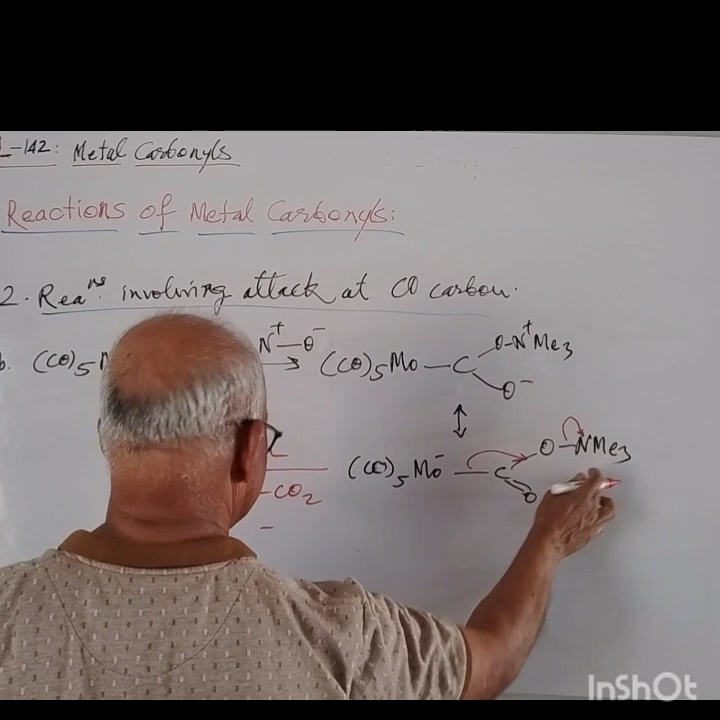 L-142: Metal Carbonyls
Reactions of Metal Carbonyls:
2. Reaⁿˢ. involving attack at CO carbon.
b. (CO)₅M N⁺—O⁻ → (CO)₅Mo—C O-N⁺Me₃ O⁻
↕
-CO₂ (CO)₅Mo⁻ — C O—NMe₃ O
InShOt